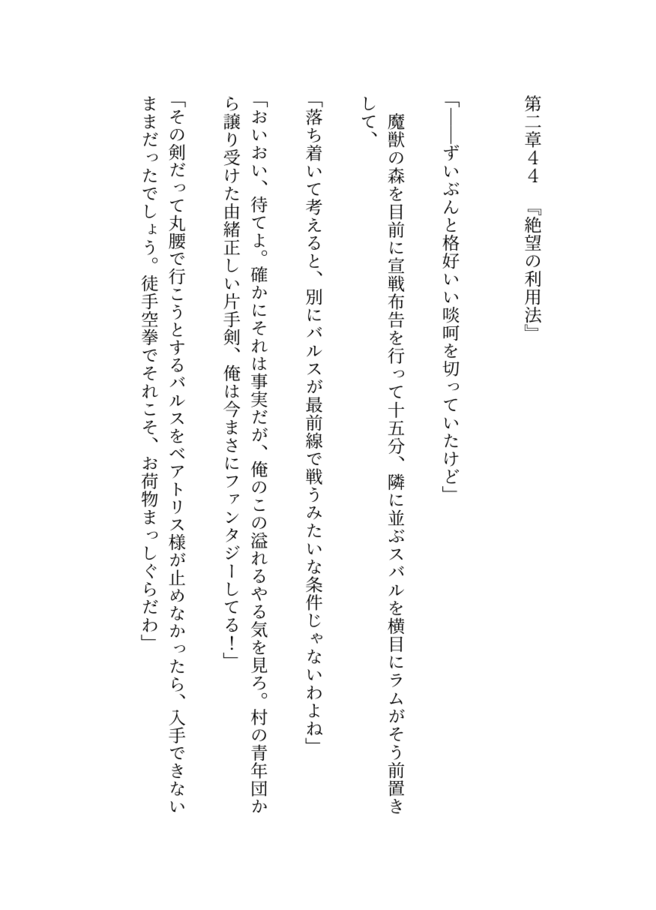 第二章４４　『絶望の利用法』
「――ずいぶんと格好いい啖呵を切っていたけど」
　魔獣の森を目前に宣戦布告を行って十五分、隣に並ぶスバルを横目にラムがそう前置き
して、
「落ち着いて考えると、別にバルスが最前線で戦うみたいな条件じゃないわよね」
「おいおい、待てよ。確かにそれは事実だが、俺のこの溢れるやる気を見ろ。村の青年団か
ら譲り受けた由緒正しい片手剣、俺は今まさにファンタジーしてる！」
「その剣だって丸腰で行こうとするバルスをベアトリス様が止めなかったら、入手できない
ままだったでしょう。徒手空拳でそれこそ、お荷物まっしぐらだわ」